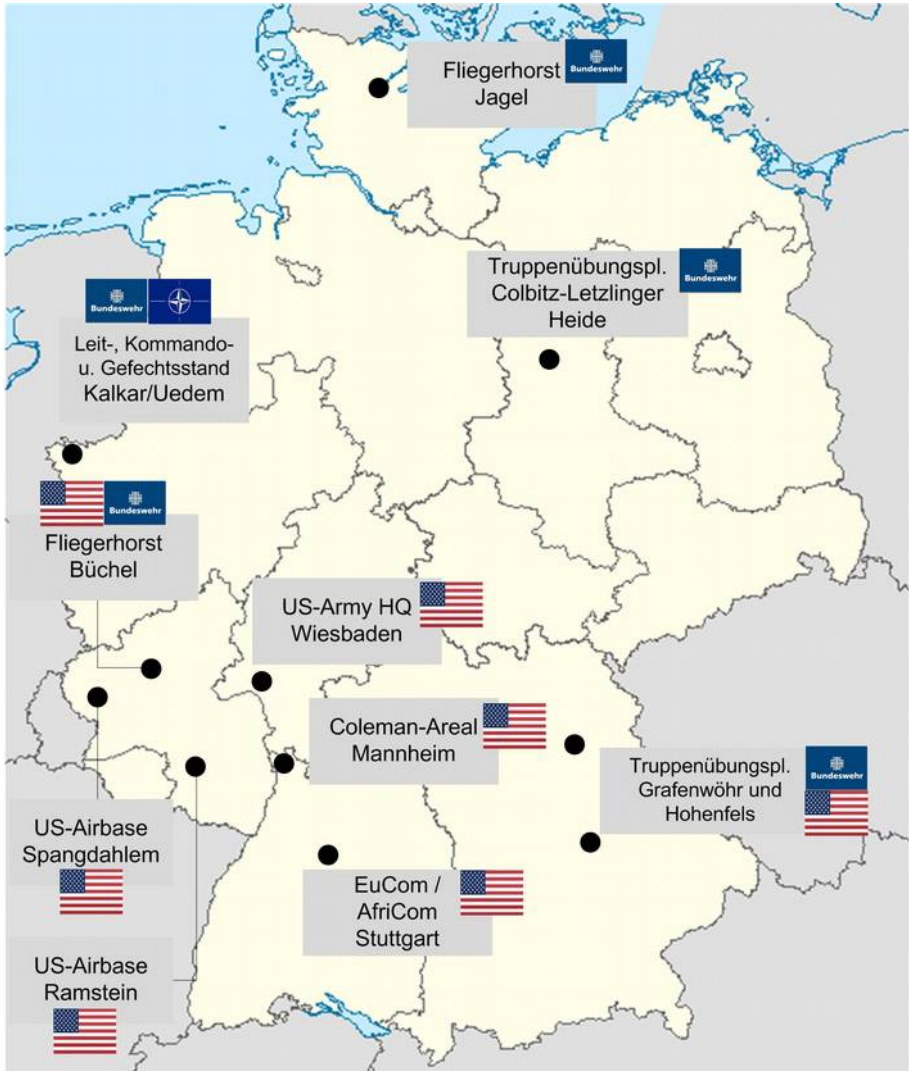 Fliegerhorst
Jagel
Bundeswehr
Truppenübungspl.
Colbitz-Letzlinger
Heide
Bundeswehr
Bundeswehr
Leit-, Kommando-
u. Gefechtsstand
Kalkar/Uedem
Bundeswehr
Fliegerhorst
Büchel
US-Army HQ
Wiesbaden
Coleman-Areal
Mannheim
Truppenübungspl.
Grafenwöhr und
Hohenfels
Bundeswehr
US-Airbase
Spangdahlem
EuCom /
AfriCom
Stuttgart
US-Airbase
Ramstein